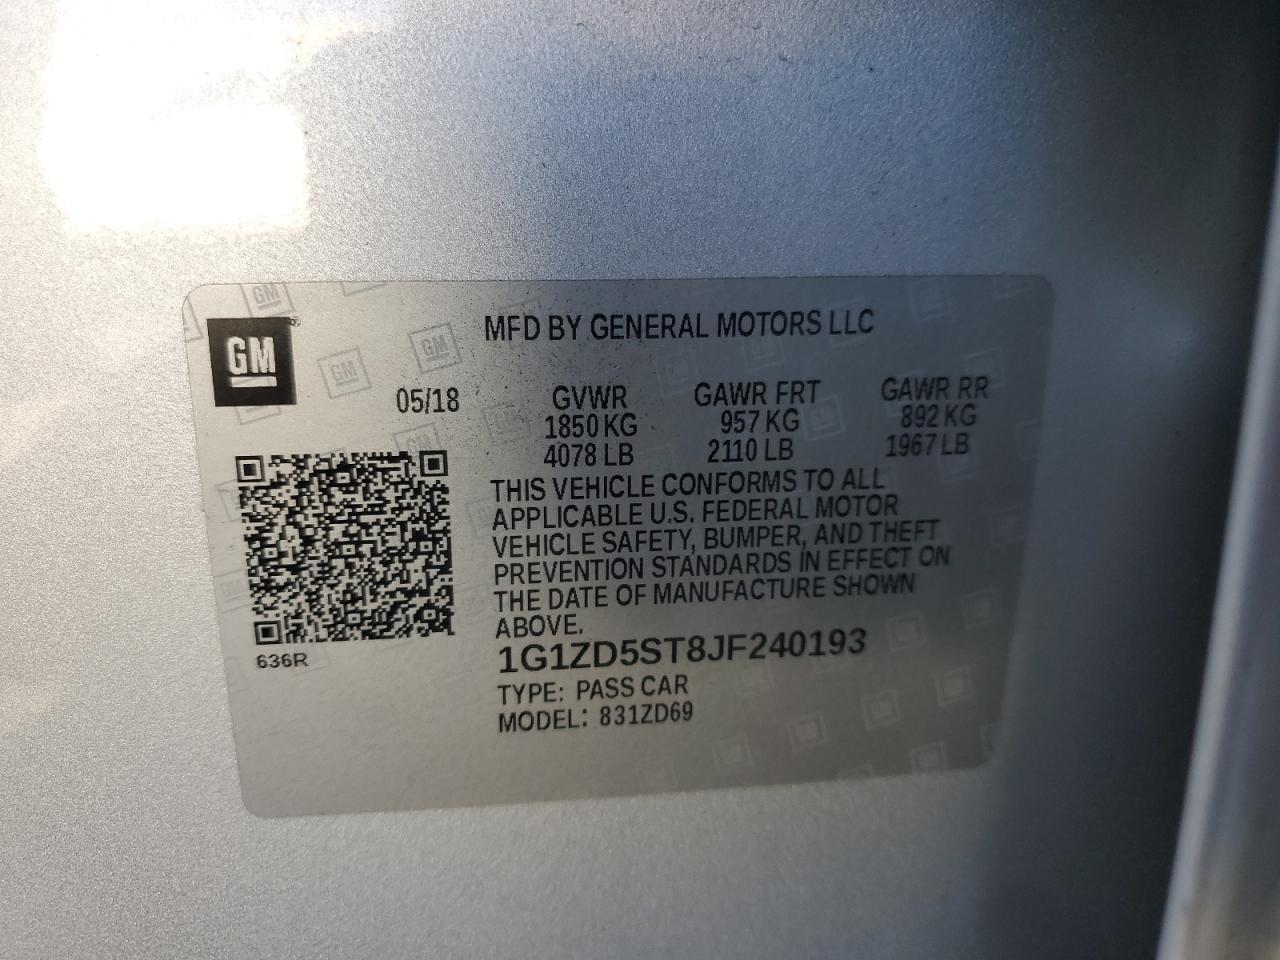 GM
MFD BY GENERAL MOTORS LLC
05/18 GVWR GAWR FRT GAWR RR
1850 KG 957 KG 892 KG
4078 LB 2110 LB 1967 LB
THIS VEHICLE CONFORMS TO ALL
APPLICABLE U.S. FEDERAL MOTOR
VEHICLE SAFETY, BUMPER, AND THEFT
PREVENTION STANDARDS IN EFFECT ON
THE DATE OF MANUFACTURE SHOWN
ABOVE.
636R
1G1ZD5ST8JF240193
TYPE: PASS CAR
MODEL: 831ZD69